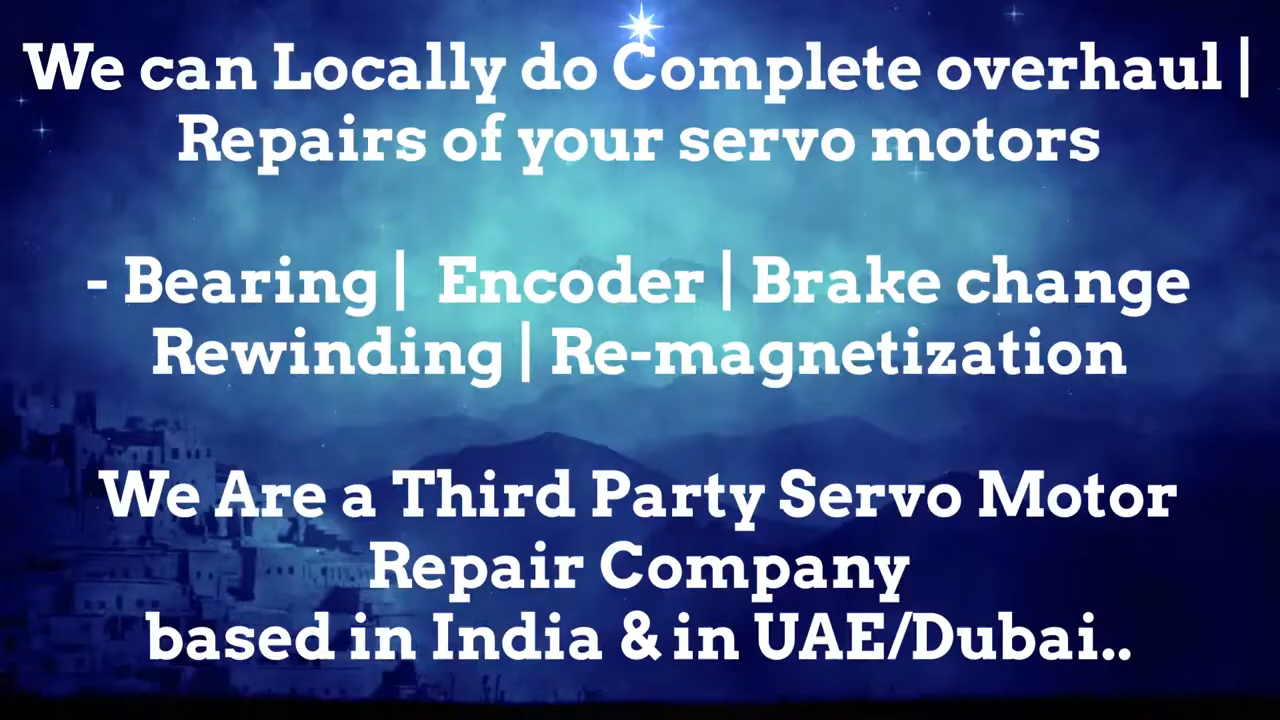 We can Locally do Complete overhaul |
Repairs of your servo motors
- Bearing | Encoder | Brake change
Rewinding | Re-magnetization
We Are a Third Party Servo Motor
Repair Company
based in India & in UAE/Dubai..